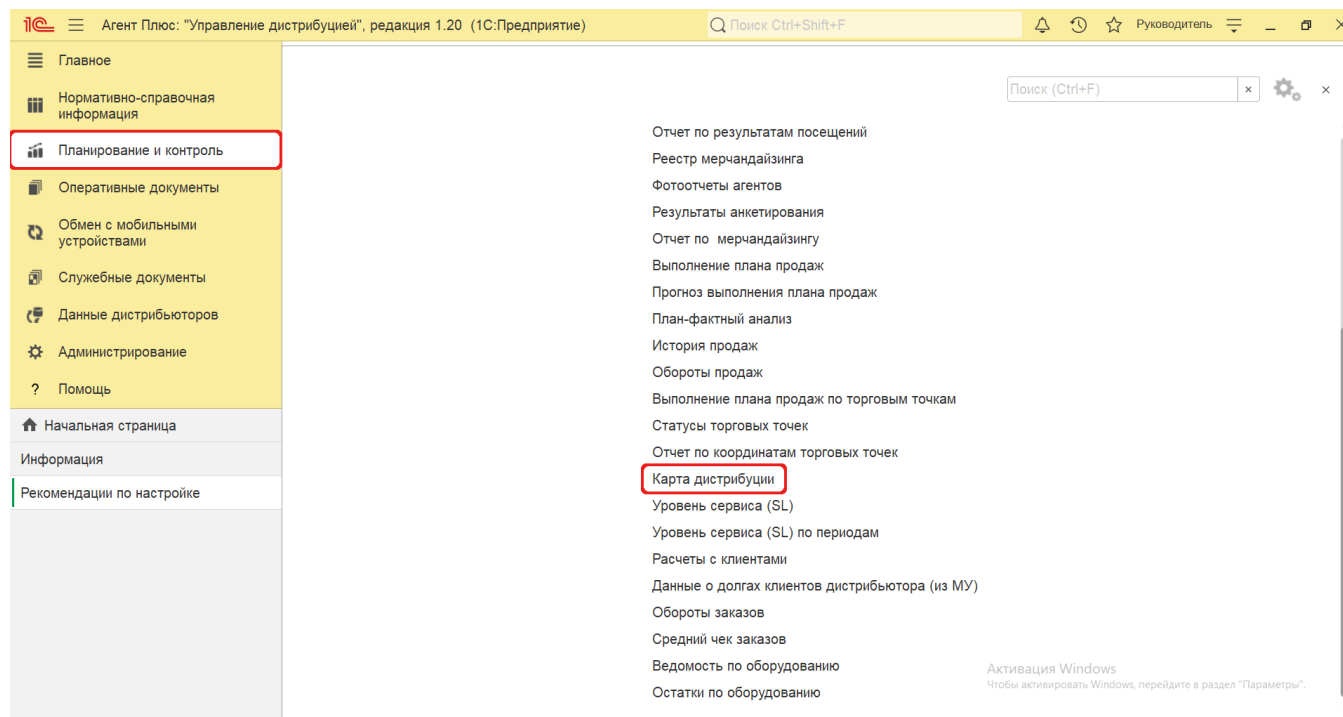 1С Агент Плюс: "Управление дистрибуцией", редакция 1.20 (1С:Предприятие) Поиск Ctrl+Shift+F Руководитель
Главное
Нормативно-справочная
информация
Планирование и контроль
Оперативные документы
Обмен с мобильными
устройствами
Служебные документы
Данные дистрибьюторов
Администрирование
? Помощь
Начальная страница
Информация
Рекомендации по настройке
Поиск (Ctrl+F) ×
Отчет по результатам посещений
Реестр мерчандайзинга
Фотоотчеты агентов
Результаты анкетирования
Отчет по мерчандайзингу
Выполнение плана продаж
Прогноз выполнения плана продаж
План-фактный анализ
История продаж
Обороты продаж
Выполнение плана продаж по торговым точкам
Статусы торговых точек
Отчет по координатам торговых точек
Карта дистрибуции
Уровень сервиса (SL)
Уровень сервиса (SL) по периодам
Расчеты с клиентами
Данные о долгах клиентов дистрибьютора (из МУ)
Обороты заказов
Средний чек заказов
Ведомость по оборудованию
Остатки по оборудованию
Активация Windows
Чтобы активировать Windows, перейдите в раздел "Параметры".